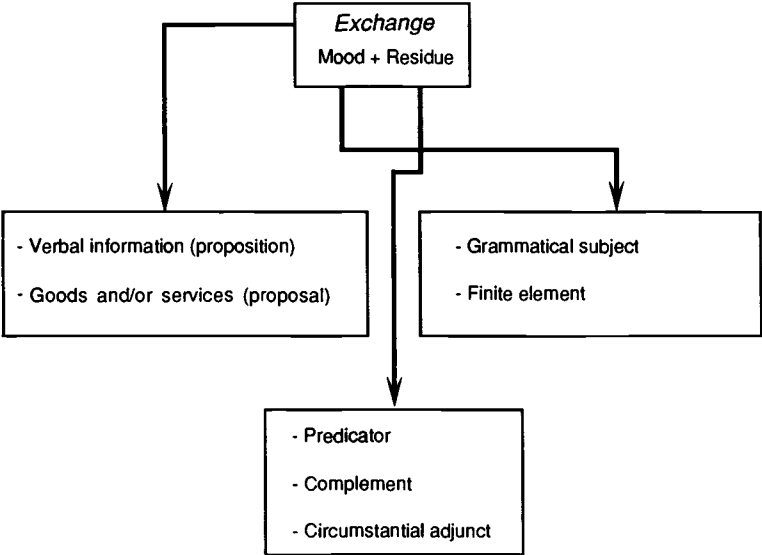 Exchange
Mood + Residue
- Verbal information (proposition)
- Goods and/or services (proposal)
- Grammatical subject
- Finite element
- Predicator
- Complement
- Circumstantial adjunct